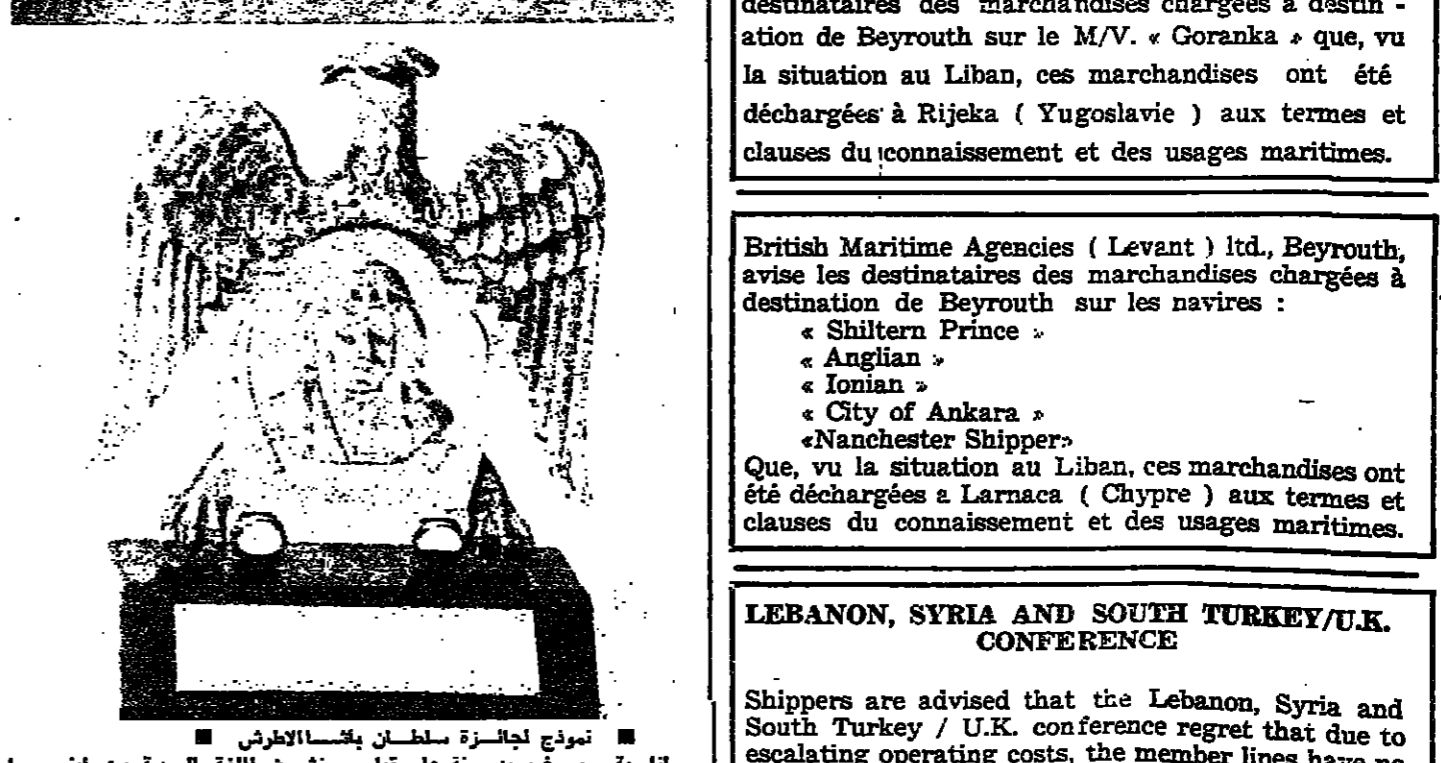 destinataires des marchandises chargées à destin -
ation de Beyrouth sur le M/V. « Goranka » que, vu
la situation au Liban, ces marchandises ont été
déchargées à Rijeka ( Yugoslavie ) aux termes et
clauses du connaissement et des usages maritimes.
British Maritime Agencies ( Levant ) ltd., Beyrouth,
avise les destinataires des marchandises chargées à
destination de Beyrouth sur les navires :
« Shiltern Prince »
« Anglian »
« Ionian »
« City of Ankara »
«Nanchester Shipper»
Que, vu la situation au Liban, ces marchandises ont
été déchargées a Larnaca ( Chypre ) aux termes et
clauses du connaissement et des usages maritimes.
LEBANON, SYRIA AND SOUTH TURKEY/U.K.
CONFERENCE
Shippers are advised that the Lebanon, Syria and
South Turkey / U.K. conference regret that due to
escalating operating costs, the member lines have no
■ نموذج لجائــزة سلطــان باشــا الاطرش ■